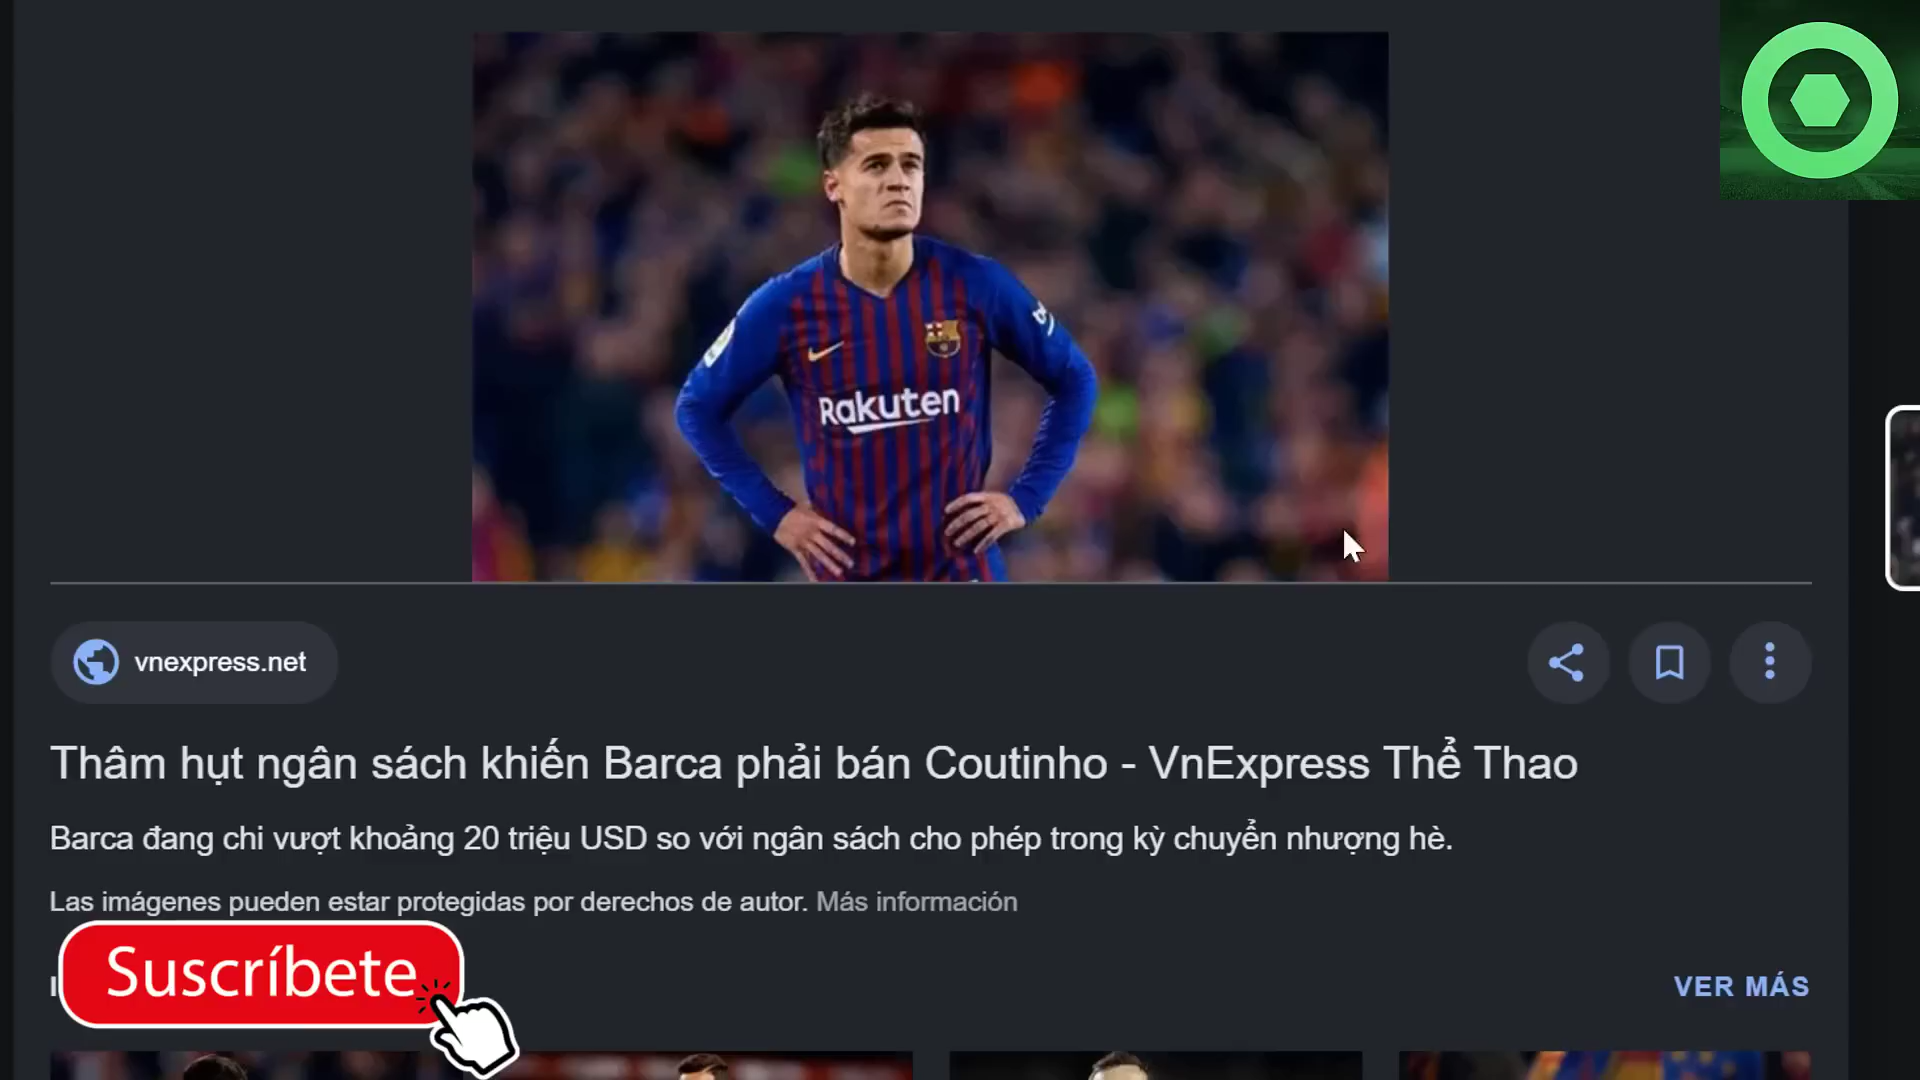 Rakuten
vnexpress.net
Thâm hụt ngân sách khiến Barca phải bán Coutinho - VnExpress Thể Thao
Barca đang chi vượt khoảng 20 triệu USD so với ngân sách cho phép trong kỳ chuyển nhượng hè.
Las imágenes pueden estar protegidas por derechos de autor. Más información
Suscríbete
VER MÁS